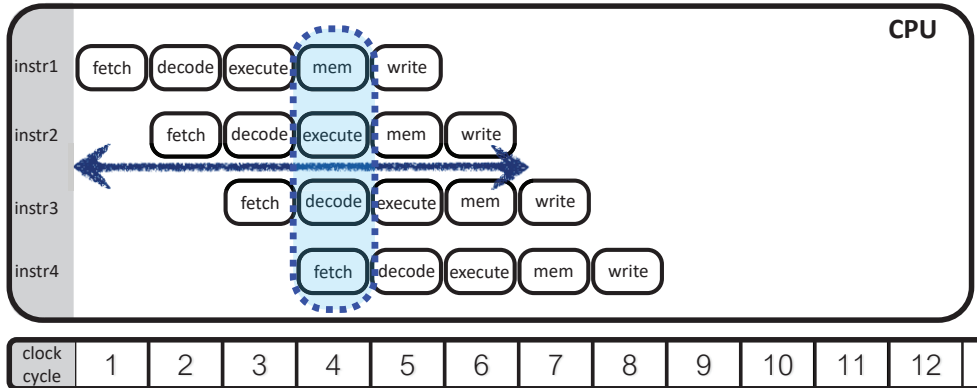 CPU
instr1 fetch decode execute mem write
instr2 fetch decode execute mem write
instr3 fetch decode execute mem write
instr4 fetch decode execute mem write
clock cycle 1 2 3 4 5 6 7 8 9 10 11 12